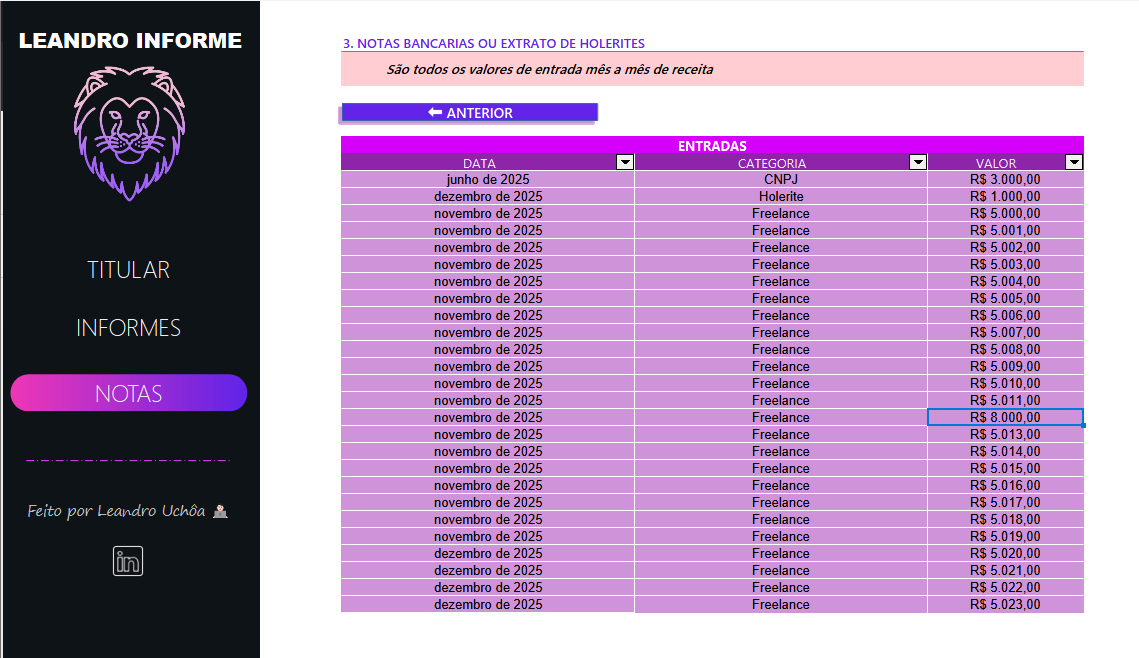 LEANDRO INFORME
TITULAR
INFORMES
NOTAS
Feito por Leandro Uchôa
in
3. NOTAS BANCARIAS OU EXTRATO DE HOLERITES
São todos os valores de entrada mês a mês de receita
ANTERIOR
ENTRADAS
DATA CATEGORIA VALOR
junho de 2025 CNPJ R$ 3.000,00
dezembro de 2025 Holerite R$ 1.000,00
novembro de 2025 Freelance R$ 5.000,00
novembro de 2025 Freelance R$ 5.001,00
novembro de 2025 Freelance R$ 5.002,00
novembro de 2025 Freelance R$ 5.003,00
novembro de 2025 Freelance R$ 5.004,00
novembro de 2025 Freelance R$ 5.005,00
novembro de 2025 Freelance R$ 5.006,00
novembro de 2025 Freelance R$ 5.007,00
novembro de 2025 Freelance R$ 5.008,00
novembro de 2025 Freelance R$ 5.009,00
novembro de 2025 Freelance R$ 5.010,00
novembro de 2025 Freelance R$ 5.011,00
novembro de 2025 Freelance R$ 8.000,00
novembro de 2025 Freelance R$ 5.013,00
novembro de 2025 Freelance R$ 5.014,00
novembro de 2025 Freelance R$ 5.015,00
novembro de 2025 Freelance R$ 5.016,00
novembro de 2025 Freelance R$ 5.017,00
novembro de 2025 Freelance R$ 5.018,00
novembro de 2025 Freelance R$ 5.019,00
dezembro de 2025 Freelance R$ 5.020,00
dezembro de 2025 Freelance R$ 5.021,00
dezembro de 2025 Freelance R$ 5.022,00
dezembro de 2025 Freelance R$ 5.023,00